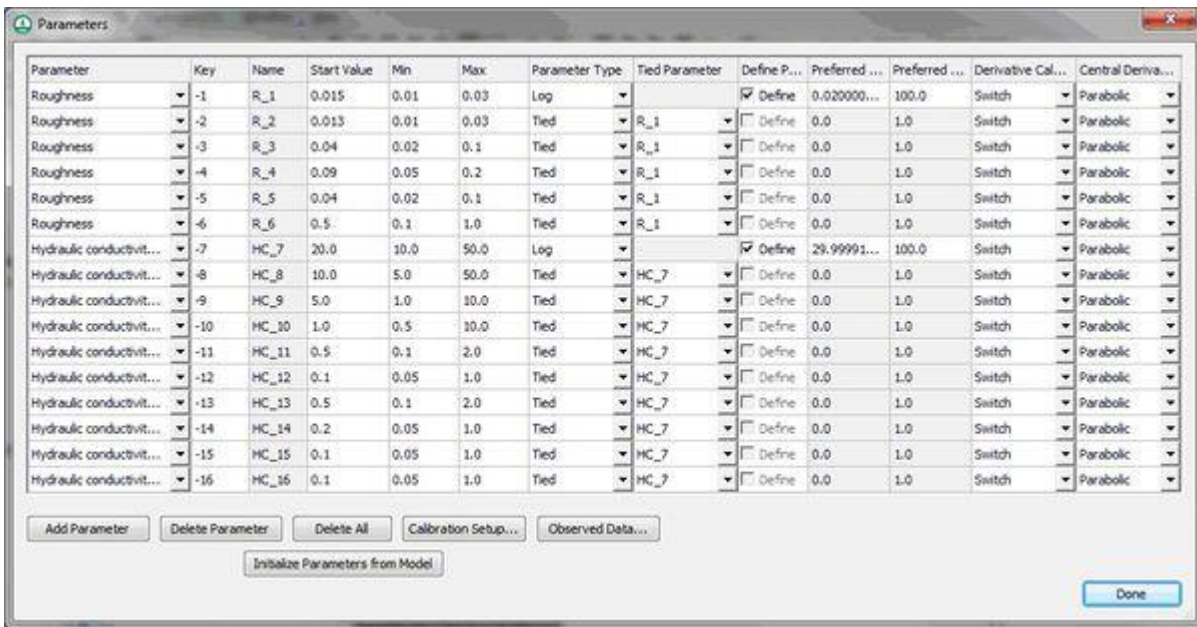 Parameters
Parameter Key Name Start Value Min Max Parameter Type Tied Parameter Define P... Preferred ... Preferred ... Derivative Cal... Central Deriva...
Roughness -1 R_1 0.015 0.01 0.03 Log Define 0.020000... 100.0 Switch Parabolic
Roughness -2 R_2 0.013 0.01 0.03 Tied R_1 Define 0.0 1.0 Switch Parabolic
Roughness -3 R_3 0.04 0.02 0.1 Tied R_1 Define 0.0 1.0 Switch Parabolic
Roughness -4 R_4 0.09 0.05 0.2 Tied R_1 Define 0.0 1.0 Switch Parabolic
Roughness -5 R_5 0.04 0.02 0.1 Tied R_1 Define 0.0 1.0 Switch Parabolic
Roughness -6 R_6 0.5 0.1 1.0 Tied R_1 Define 0.0 1.0 Switch Parabolic
Hydraulic conductivit... -7 HC_7 20.0 10.0 50.0 Log Define 29.99991... 100.0 Switch Parabolic
Hydraulic conductivit... -8 HC_8 10.0 5.0 50.0 Tied HC_7 Define 0.0 1.0 Switch Parabolic
Hydraulic conductivit... -9 HC_9 5.0 1.0 10.0 Tied HC_7 Define 0.0 1.0 Switch Parabolic
Hydraulic conductivit... -10 HC_10 1.0 0.5 10.0 Tied HC_7 Define 0.0 1.0 Switch Parabolic
Hydraulic conductivit... -11 HC_11 0.5 0.1 2.0 Tied HC_7 Define 0.0 1.0 Switch Parabolic
Hydraulic conductivit... -12 HC_12 0.1 0.05 1.0 Tied HC_7 Define 0.0 1.0 Switch Parabolic
Hydraulic conductivit... -13 HC_13 0.5 0.1 2.0 Tied HC_7 Define 0.0 1.0 Switch Parabolic
Hydraulic conductivit... -14 HC_14 0.2 0.05 1.0 Tied HC_7 Define 0.0 1.0 Switch Parabolic
Hydraulic conductivit... -15 HC_15 0.1 0.05 1.0 Tied HC_7 Define 0.0 1.0 Switch Parabolic
Hydraulic conductivit... -16 HC_16 0.1 0.05 1.0 Tied HC_7 Define 0.0 1.0 Switch Parabolic
Add Parameter Delete Parameter Delete All Calibration Setup... Observed Data...
Initialize Parameters from Model
Done